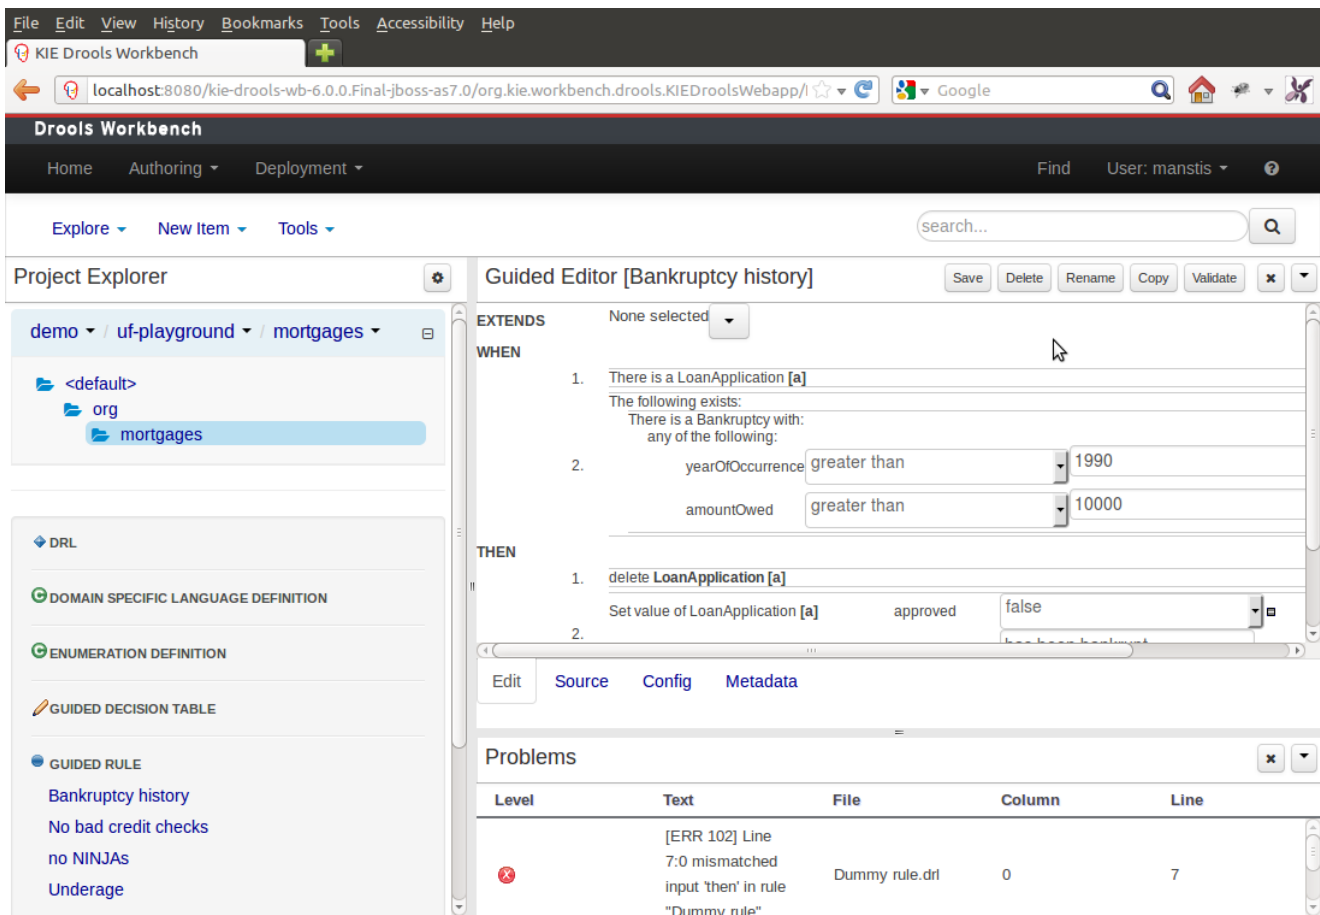 File Edit View History Bookmarks Tools Accessibility Help
KIE Drools Workbench
localhost:8080/kie-drools-wb-6.0.0.Final-jboss-as7.0/org.kie.workbench.drools.KIEDroolsWebapp/ Google
Drools Workbench
Home Authoring Deployment Find User: manstis
Explore New Item Tools search...
Project Explorer
demo / uf-playground / mortgages
<default>
org
mortgages
DRL
DOMAIN SPECIFIC LANGUAGE DEFINITION
ENUMERATION DEFINITION
GUIDED DECISION TABLE
GUIDED RULE
Bankruptcy history
No bad credit checks
no NINJAs
Underage
Guided Editor [Bankruptcy history] Save Delete Rename Copy Validate
EXTENDS None selected
WHEN
1. There is a LoanApplication [a]
The following exists:
There is a Bankruptcy with:
any of the following:
2. yearOfOccurrence greater than 1990
amountOwed greater than 10000
THEN
1. delete LoanApplication [a]
Set value of LoanApplication [a] approved false
2.
Edit Source Config Metadata
Problems
Level Text File Column Line
[ERR 102] Line
7:0 mismatched
input 'then' in rule
"Dummy rule"
Dummy rule.drl 0 7